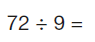 72 ÷ 9 =